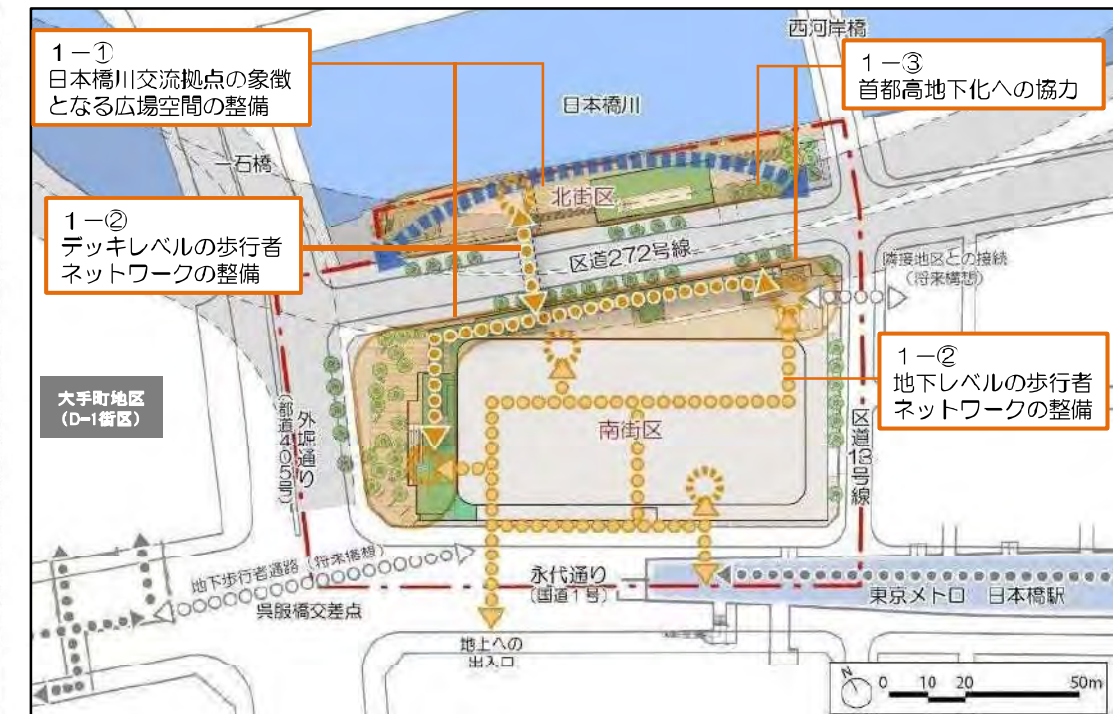 西河岸橋
1-①
日本橋川交流拠点の象徴
となる広場空間の整備
1-③
首都高地下化への協力
日本橋川
一石橋
北街区
1-②
デッキレベルの歩行者
ネットワークの整備
区道272号線
隣接地区との接続
(将来構想)
1-②
地下レベルの歩行者
ネットワークの整備
大手町地区
(D-1街区)
外堀通り
(都道405号)
南街区
区道13号線
地下歩行者通路(将来構想)
呉服橋交差点
永代通り
(国道1号)
東京メトロ 日本橋駅
地上への
出入口
N
0 10 20 50m